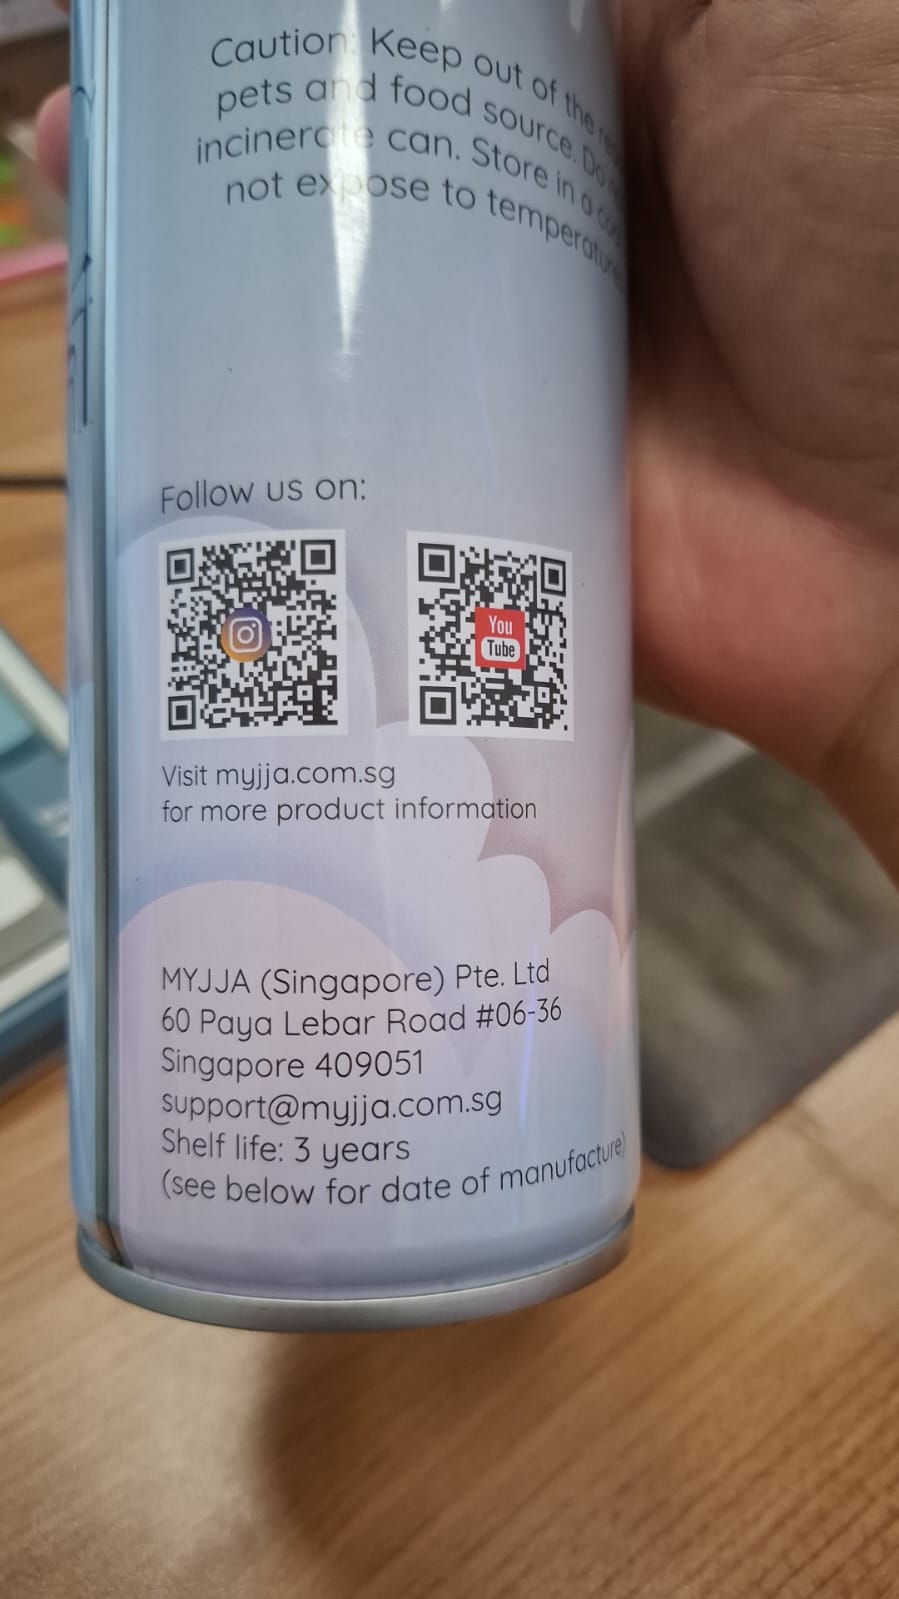 Caution: Keep out of the
pets and food source. Do
incinerate can. Store in a
not expose to temperature
Follow us on:
You
Tube
Visit myjja.com.sg
for more product information
MYJJA (Singapore) Pte. Ltd
60 Paya Lebar Road #06-36
Singapore 409051
support@myjja.com.sg
Shelf life: 3 years
(see below for date of manufacture)